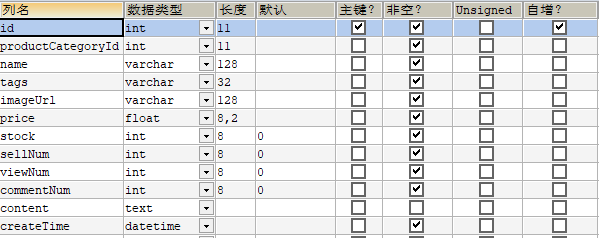 列名 数据类型 长度 默认 主键? 非空? Unsigned 自增?
id int 11
productCategoryId int 11
name varchar 128
tags varchar 32
imageUrl varchar 128
price float 8,2
stock int 8 0
sellNum int 8 0
viewNum int 8 0
commentNum int 8 0
content text
createTime datetime